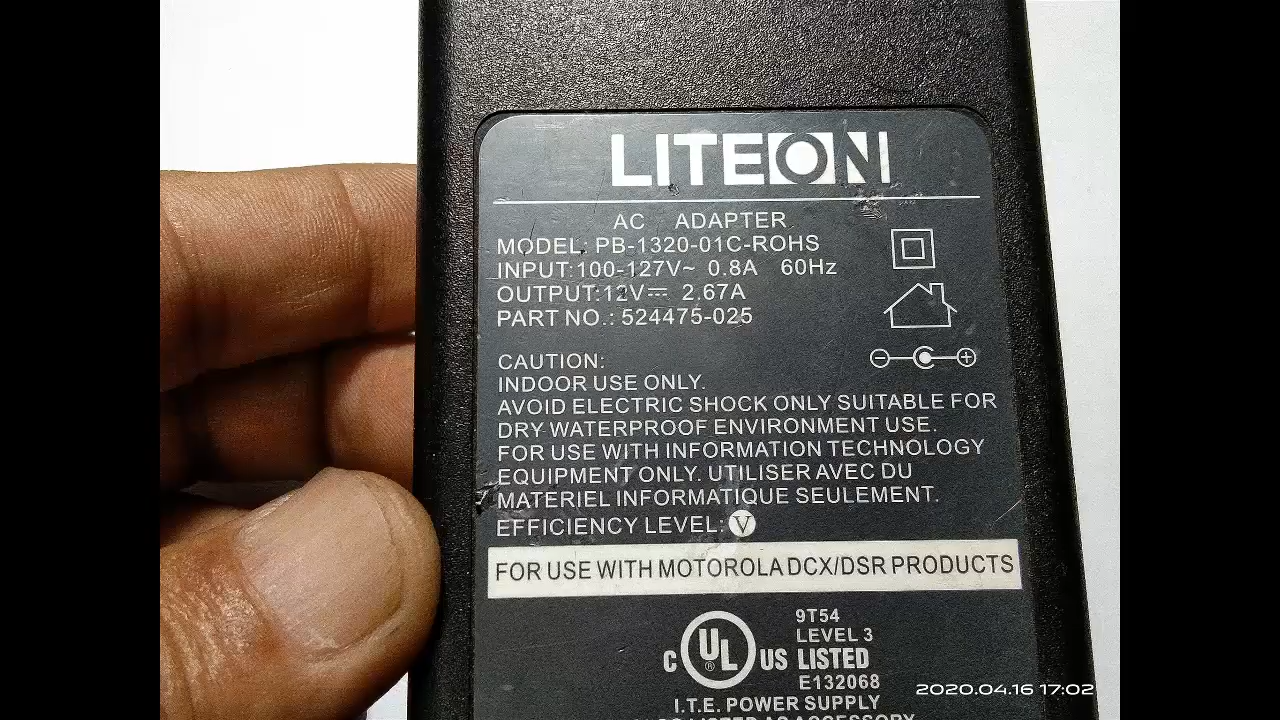 LITEON
AC ADAPTER
MODEL: PB-1320-01C-ROHS
INPUT:100-127V~ 0.8A 60Hz
OUTPUT:12V⎓ 2.67A
PART NO.: 524475-025
CAUTION:
INDOOR USE ONLY.
AVOID ELECTRIC SHOCK ONLY SUITABLE FOR
DRY WATERPROOF ENVIRONMENT USE.
FOR USE WITH INFORMATION TECHNOLOGY
EQUIPMENT ONLY. UTILISER AVEC DU
MATERIEL INFORMATIQUE SEULEMENT.
EFFICIENCY LEVEL: V
FOR USE WITH MOTOROLA DCX/DSR PRODUCTS
9T54
LEVEL 3
C UL ® US LISTED
E132068
I.T.E. POWER SUPPLY
LISTED AS ACCESSORY
2020.04.16 17:02